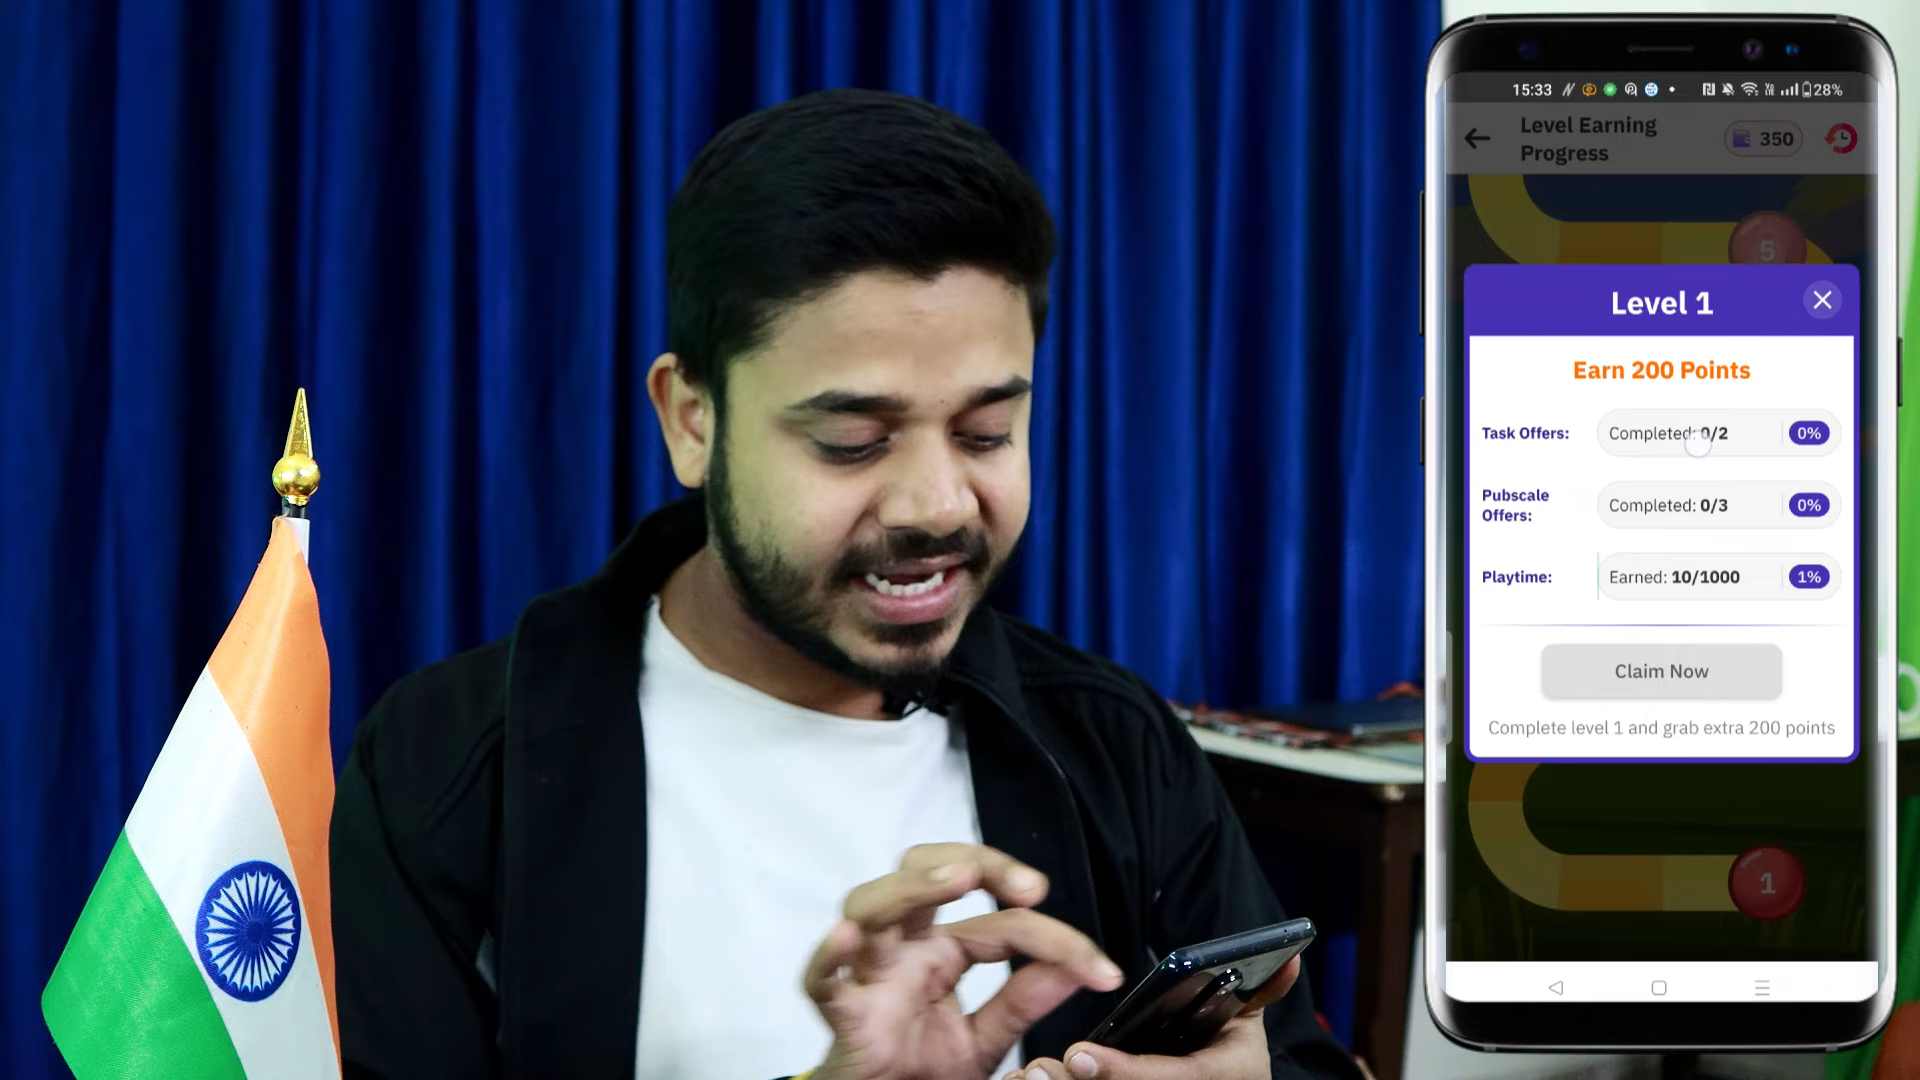 15:33
28%
Level Earning
Progress
350
5
Level 1
Earn 200 Points
Task Offers:
Completed: 0/2
0%
Pubscale
Offers:
Completed: 0/3
0%
Playtime:
Earned: 10/1000
1%
Claim Now
Complete level 1 and grab extra 200 points
1